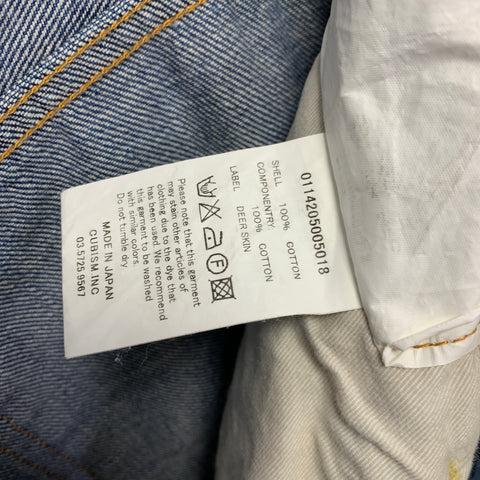 0114205005018
SHELL 100% COTTON
COMPONENTRY: 100% COTTON
LABEL DEER SKIN
F
Please note that this garment
may stain other articles of
clothing due to the dye that
has been used. We recommend
this garment to be washed
with similar colors.
Do not tumble dry.
MADE IN JAPAN
CUBISM.INC
03.5725.9567